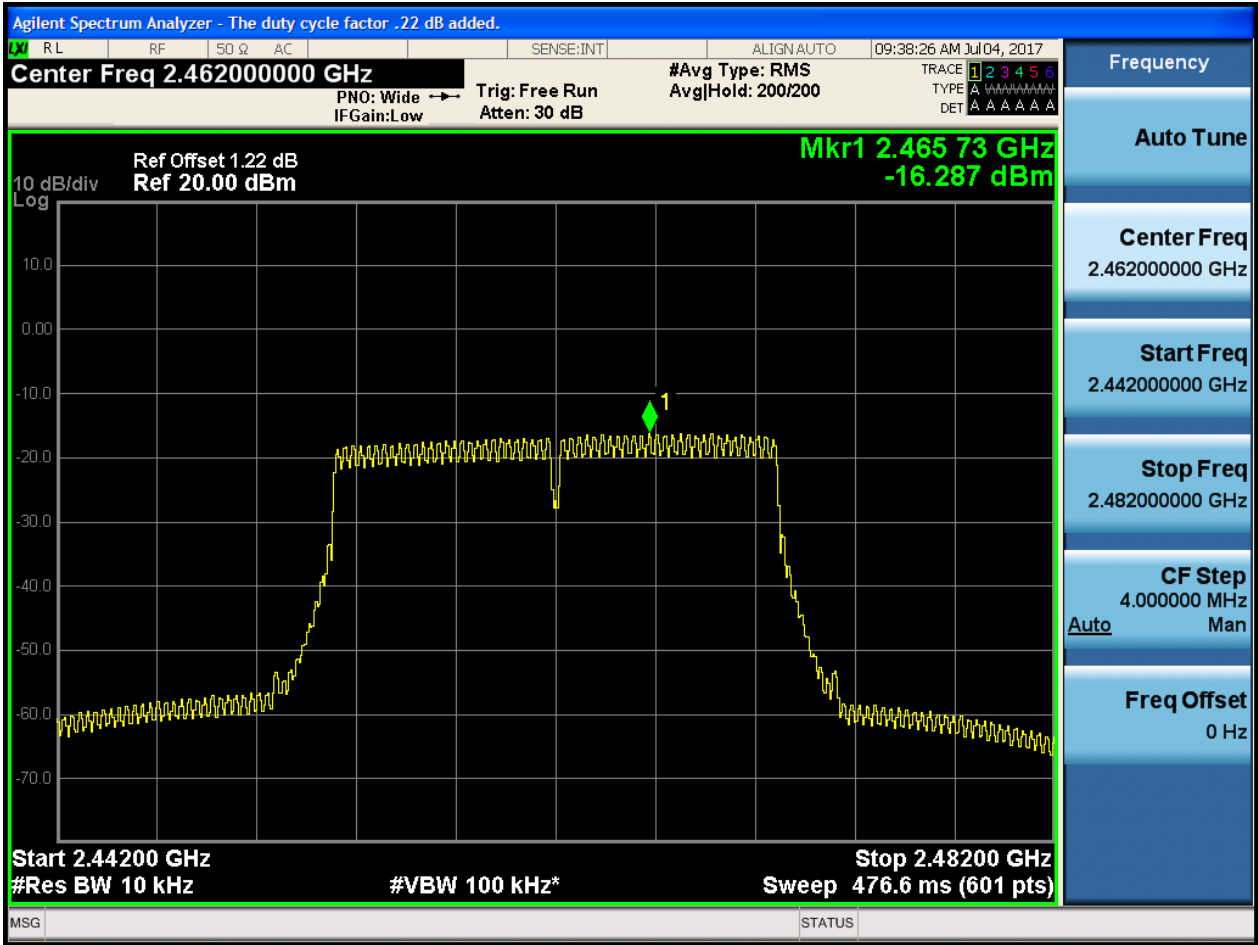 Agilent Spectrum Analyzer - The duty cycle factor .22 dB added.
LXI RL RF 50 Ω AC SENSE:INT ALIGN AUTO 09:38:26 AM Jul 04, 2017
Center Freq 2.462000000 GHz
PNO: Wide
IFGain:Low
Trig: Free Run
Atten: 30 dB
#Avg Type: RMS
Avg|Hold: 200/200
TRACE 1 2 3 4 5 6
TYPE A WWWWW
DET A A A A A A
Ref Offset 1.22 dB
10 dB/div Ref 20.00 dBm
Log
Mkr1 2.465 73 GHz
-16.287 dBm
10.0
0.00
-10.0
-20.0
-30.0
-40.0
-50.0
-60.0
-70.0
1
Start 2.44200 GHz Stop 2.48200 GHz
#Res BW 10 kHz #VBW 100 kHz* Sweep 476.6 ms (601 pts)
MSG STATUS
Frequency
Auto Tune
Center Freq
2.462000000 GHz
Start Freq
2.442000000 GHz
Stop Freq
2.482000000 GHz
CF Step
4.000000 MHz
Auto Man
Freq Offset
0 Hz